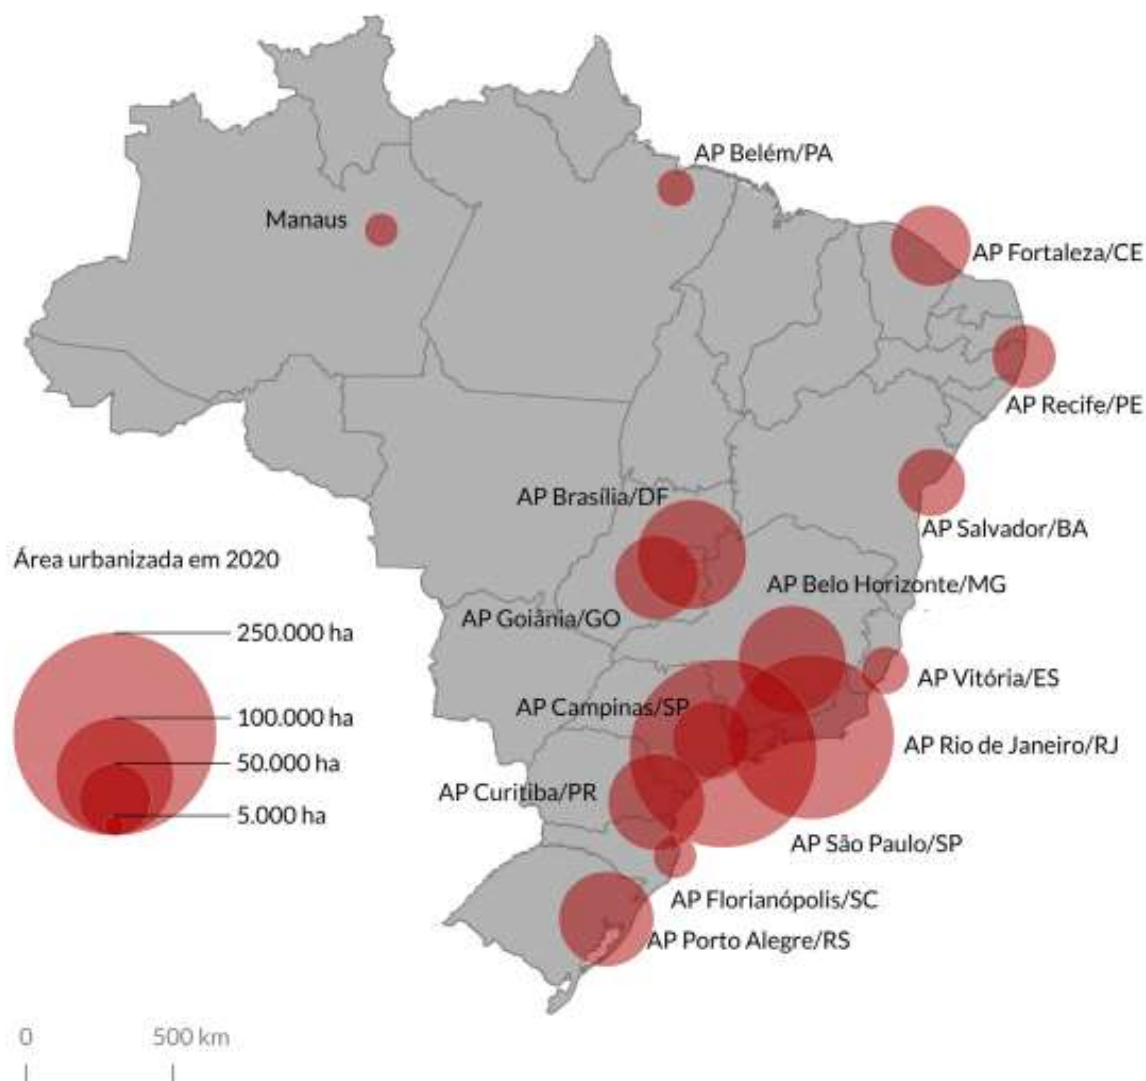 AP Belém/PA
Manaus
AP Fortaleza/CE
AP Recife/PE
AP Brasília/DF
AP Salvador/BA
Área urbanizada em 2020
AP Belo Horizonte/MG
AP Goiânia/GO
250.000 ha
AP Vitória/ES
AP Campinas/SP
100.000 ha
AP Rio de Janeiro/RJ
50.000 ha
AP Curitiba/PR
5.000 ha
AP São Paulo/SP
AP Florianópolis/SC
AP Porto Alegre/RS
0 500 km